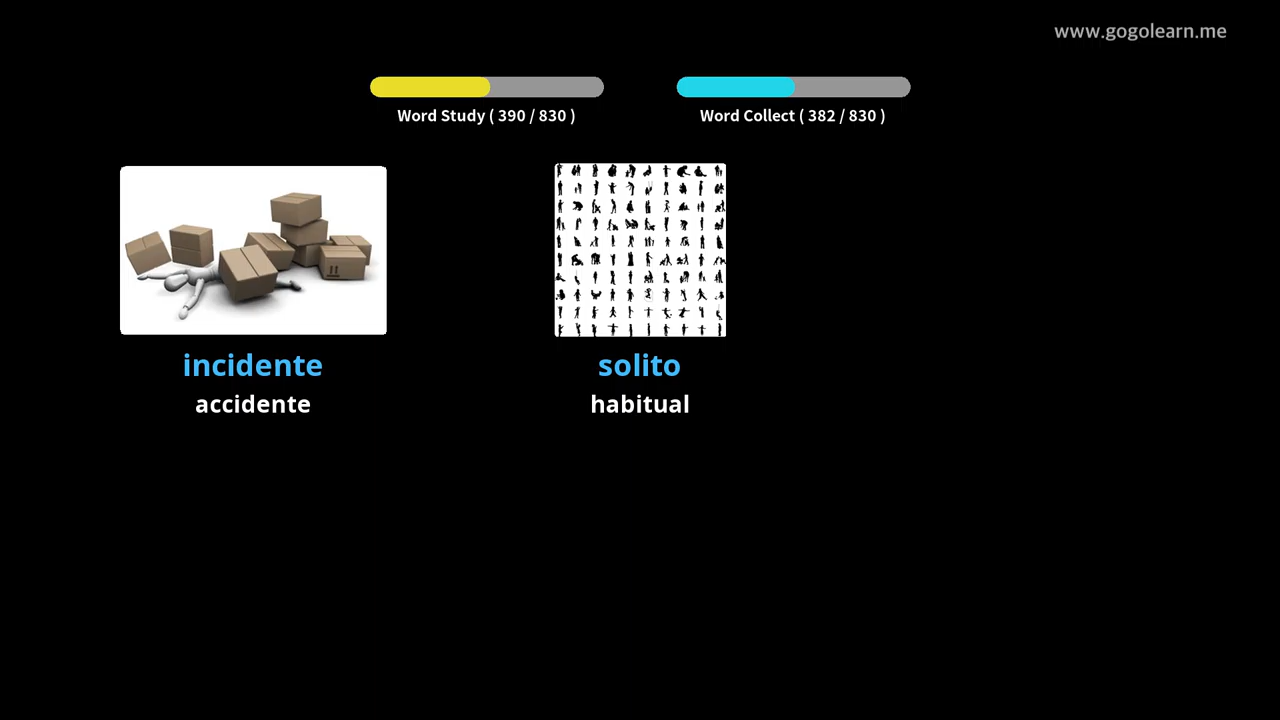 www.gogolearn.me
Word Study ( 390 / 830 )
Word Collect ( 382 / 830 )
incidente
accidente
solito
habitual